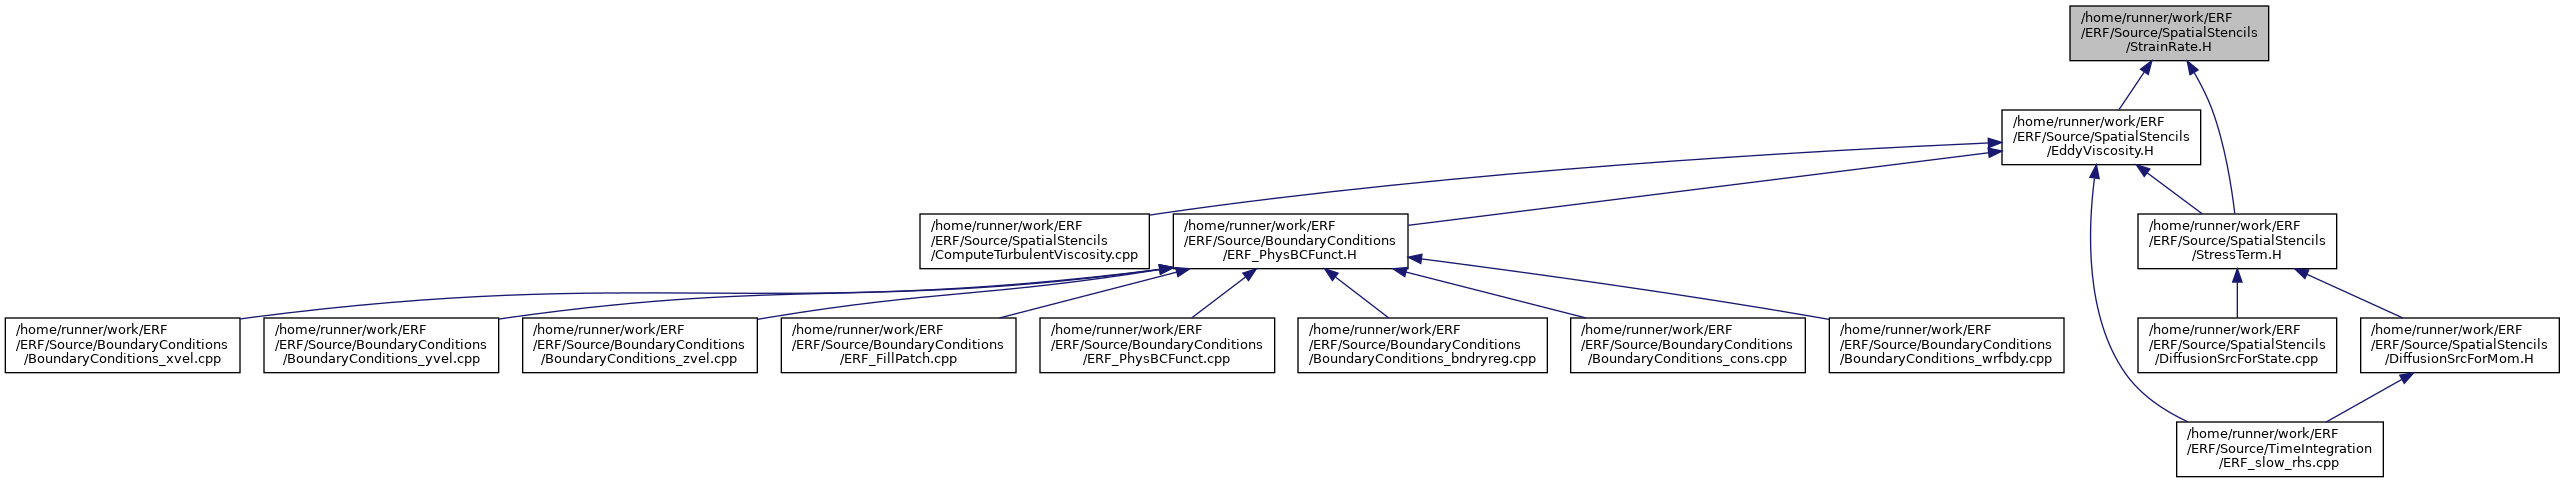 /home/runner/work/ERF
/ERF/Source/SpatialStencils
/StrainRate.H
/home/runner/work/ERF
/ERF/Source/SpatialStencils
/EddyViscosity.H
/home/runner/work/ERF
/ERF/Source/SpatialStencils
/ComputeTurbulentViscosity.cpp
/home/runner/work/ERF
/ERF/Source/BoundaryConditions
/ERF_PhysBCFunct.H
/home/runner/work/ERF
/ERF/Source/SpatialStencils
/StressTerm.H
/home/runner/work/ERF
/ERF/Source/BoundaryConditions
/BoundaryConditions_xvel.cpp
/home/runner/work/ERF
/ERF/Source/BoundaryConditions
/BoundaryConditions_yvel.cpp
/home/runner/work/ERF
/ERF/Source/BoundaryConditions
/BoundaryConditions_zvel.cpp
/home/runner/work/ERF
/ERF/Source/BoundaryConditions
/ERF_FillPatch.cpp
/home/runner/work/ERF
/ERF/Source/BoundaryConditions
/ERF_PhysBCFunct.cpp
/home/runner/work/ERF
/ERF/Source/BoundaryConditions
/BoundaryConditions_bndryreg.cpp
/home/runner/work/ERF
/ERF/Source/BoundaryConditions
/BoundaryConditions_cons.cpp
/home/runner/work/ERF
/ERF/Source/BoundaryConditions
/BoundaryConditions_wrfbdy.cpp
/home/runner/work/ERF
/ERF/Source/SpatialStencils
/DiffusionSrcForState.cpp
/home/runner/work/ERF
/ERF/Source/SpatialStencils
/DiffusionSrcForMom.H
/home/runner/work/ERF
/ERF/Source/TimeIntegration
/ERF_slow_rhs.cpp